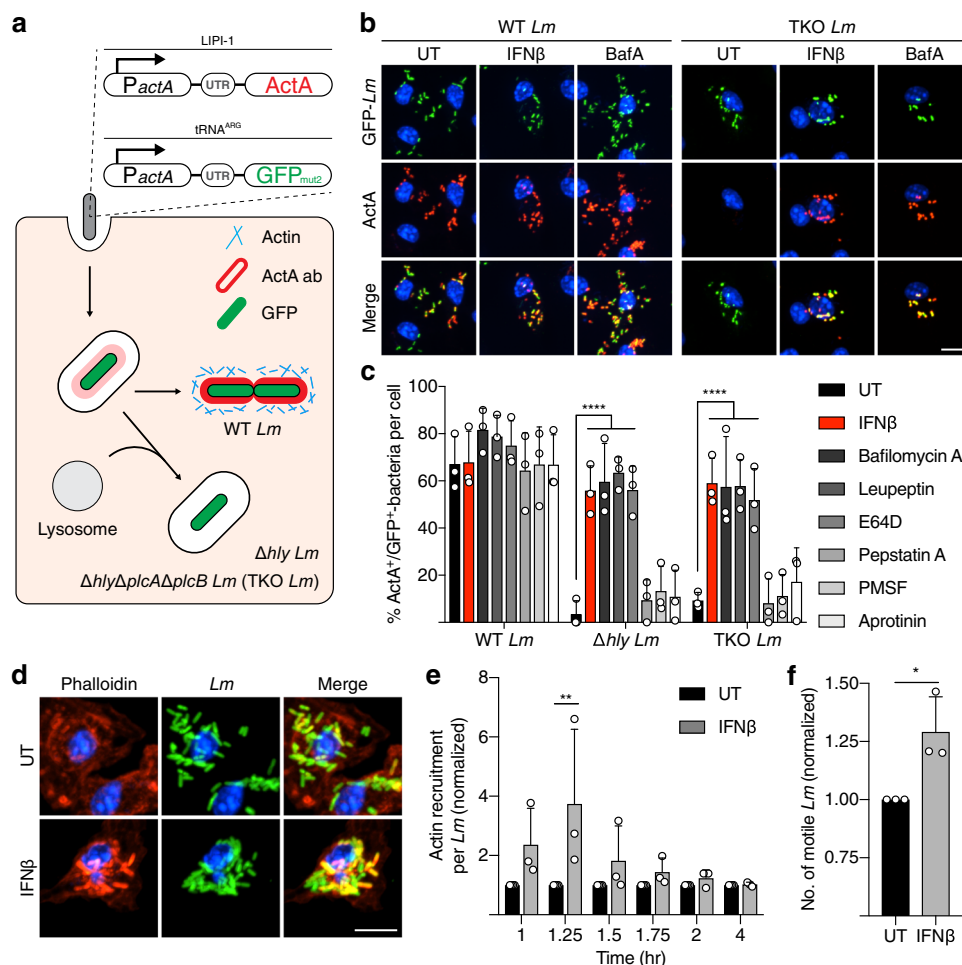 a
LIPI-1
PactA
UTR
ActA
tRNAARG
PactA
UTR
GFPmut2
Actin
ActA ab
GFP
WT Lm
Lysosome
Δhly Lm
ΔhlyΔplcAΔplcB Lm (TKO Lm)
b
WT Lm
TKO Lm
UT
IFNβ
BafA
UT
IFNβ
BafA
GFP-Lm
ActA
Merge
c
% ActA+/GFP+-bacteria per cell
100
80
60
40
20
****
****
WT Lm
Δhly Lm
TKO Lm
UT
IFNβ
Bafilomycin A
Leupeptin
E64D
Pepstatin A
PMSF
Aprotinin
d
Phalloidin
Lm
Merge
UT
IFNβ
e
Actin recruitment
per Lm (normalized)
8
6
4
2
**
UT
IFNβ
1
1.25
1.5
1.75
2
4
Time (hr)
f
No. of motile Lm (normalized)
1.50
1.25
1.00
0.75
*
UT
IFNβ